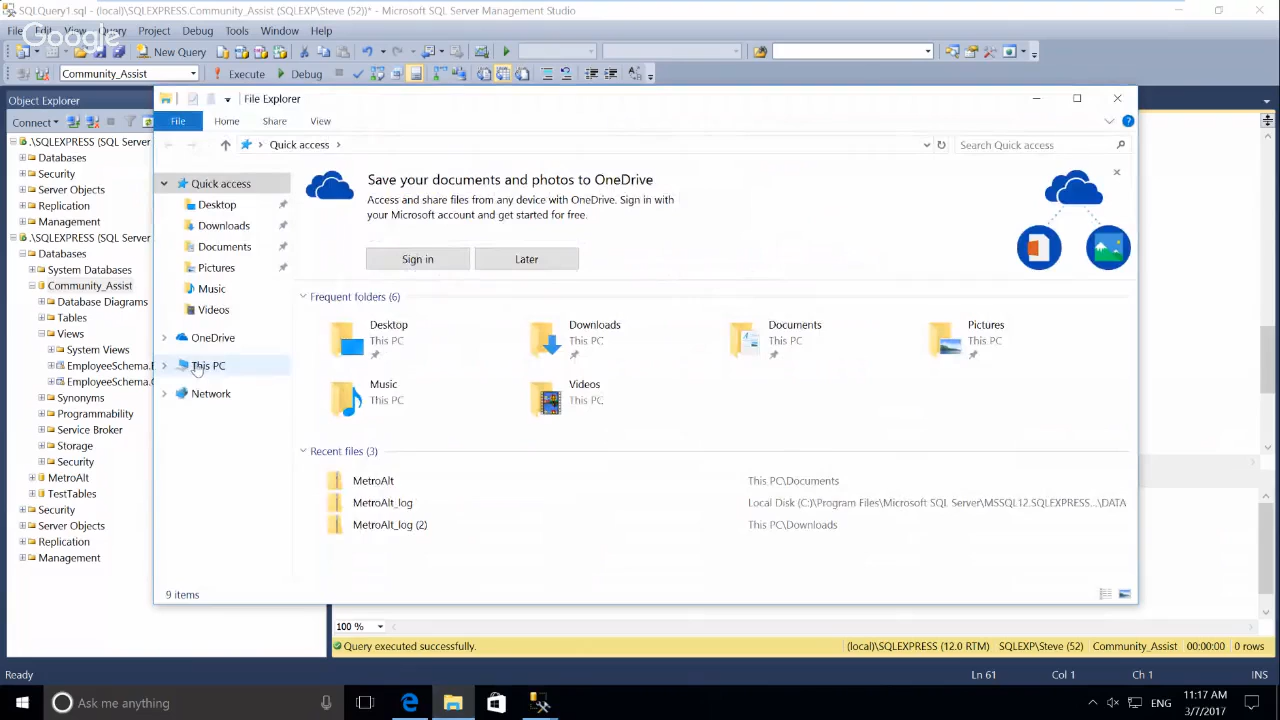 SQLQuery1.sql - (local)\SQLEXPRESS.Community_Assist (SQLEXP\Steve (52))* - Microsoft SQL Server Management Studio
File Edit View Query Project Debug Tools Window Help
Google
New Query
Community_Assist Execute Debug
Object Explorer
Connect
.\SQLEXPRESS (SQL Server
Databases
Security
Server Objects
Replication
Management
.\SQLEXPRESS (SQL Server
Databases
System Databases
Community_Assist
Database Diagrams
Tables
Views
System Views
EmployeeSchema.
EmployeeSchema.
Synonyms
Programmability
Service Broker
Storage
Security
MetroAlt
TestTables
Security
Server Objects
Replication
Management
File Explorer
File Home Share View
Quick access
Search Quick access
Quick access
Desktop
Downloads
Documents
Pictures
Music
Videos
OneDrive
This PC
Network
Save your documents and photos to OneDrive
Access and share files from any device with OneDrive. Sign in with
your Microsoft account and get started for free.
Sign in Later
Frequent folders (6)
Desktop
This PC
Downloads
This PC
Documents
This PC
Pictures
This PC
Music
This PC
Videos
This PC
Recent files (3)
MetroAlt This PC\Documents
MetroAlt_log Local Disk (C:)\Program Files\Microsoft SQL Server\MSSQL12.SQLEXPRESS...\DATA
MetroAlt_log (2) This PC\Downloads
9 items
100 %
Query executed successfully. (local)\SQLEXPRESS (12.0 RTM) SQLEXP\Steve (52) Community_Assist 00:00:00 0 rows
Ready Ln 61 Col 1 Ch 1 INS
Ask me anything
ENG
11:17 AM
3/7/2017